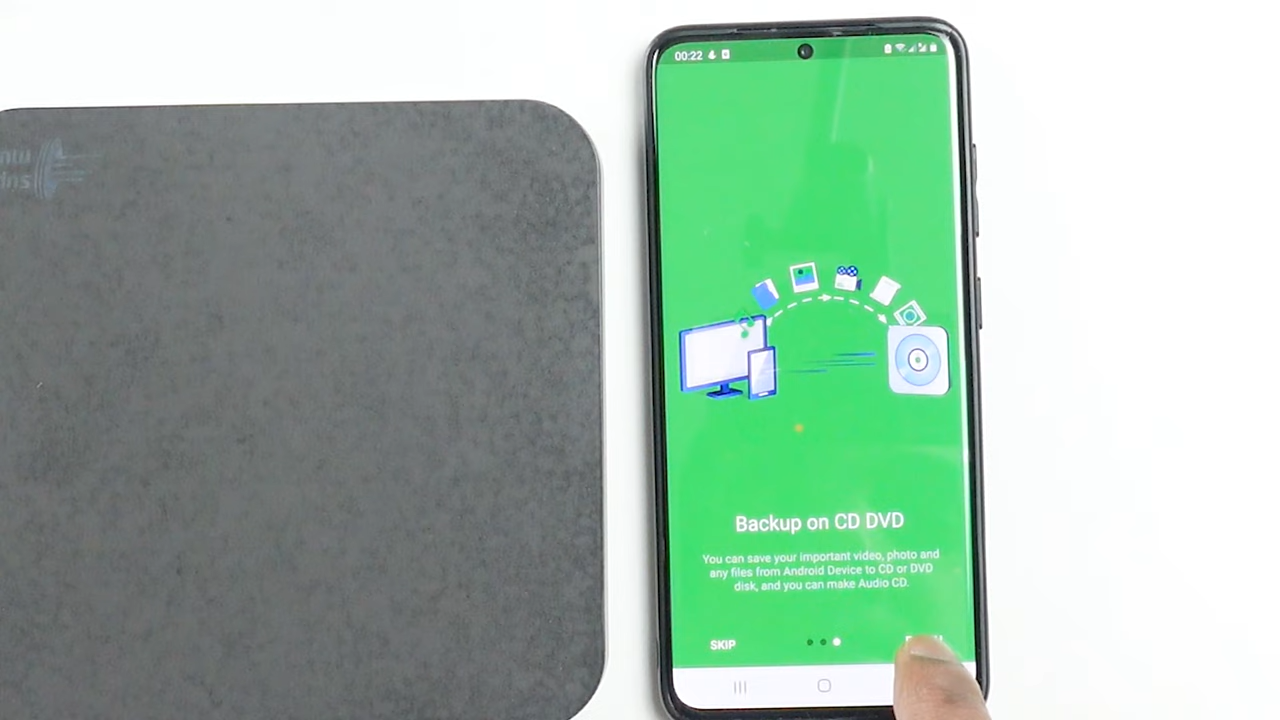 00:22
Backup on CD DVD
You can save your important video, photo and
any files from Android Device to CD or DVD
disk, and you can make Audio CD.
SKIP